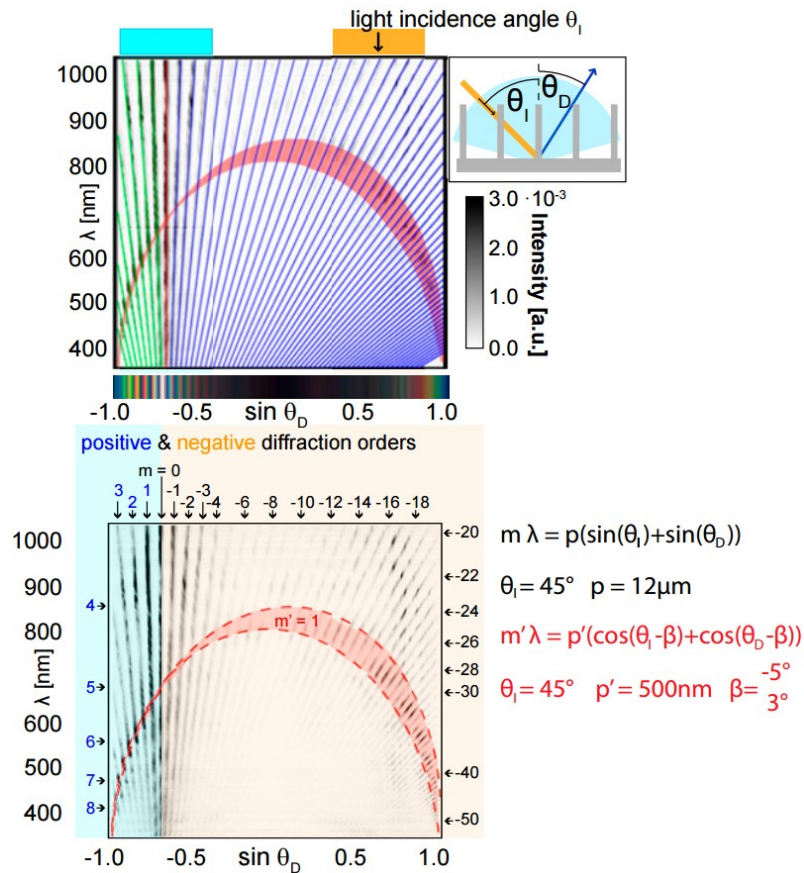 light incidence angle θI
1000
900
800
600
500
400
λ [nm]
θI
θD
3.0 ·10⁻³
2.0
1.0
0.0
Intensity
[a.u.]
-1.0 -0.5 sin θD 0.5 1.0
positive & negative diffraction orders
m = 0
3 2 1 -1 -2 -3 -4 -6 -8 -10 -12 -14 -16 -18
1000
900
800
600
500
400
λ [nm]
4
5
6
7
8
m' = 1
-20
-22
-24
-26
-28
-30
-40
-50
-1.0 -0.5 sin θD 0.5 1.0
m λ = p(sin(θI)+sin(θD))
θI= 45° p = 12μm
m'λ = p'(cos(θI-β)+cos(θD-β))
θI= 45° p' = 500nm β= -5°
3°